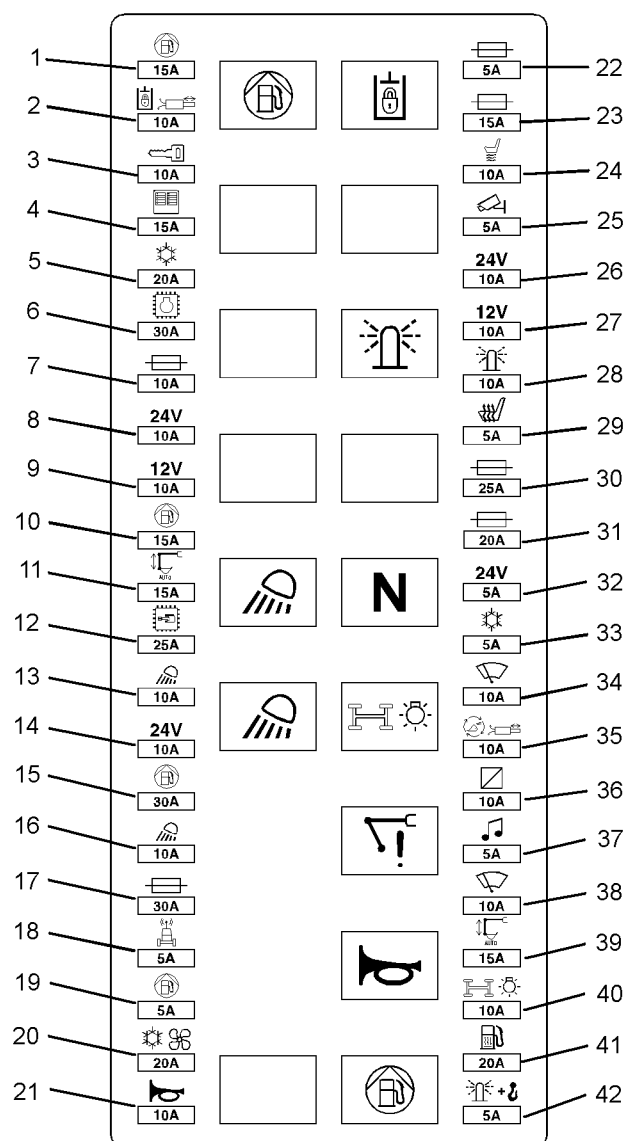 1 15A 5A 22
2 10A 15A 23
3 10A 10A 24
4 15A 5A 25
5 20A 24V 10A 26
6 30A 12V 10A 27
7 10A 10A 28
8 24V 10A 5A 29
9 12V 10A 25A 30
10 15A 20A 31
11 AUTO 15A N 24V 5A 32
12 25A 5A 33
13 10A 10A 34
14 24V 10A 10A 35
15 30A 10A 36
16 10A 5A 37
17 30A 10A 38
18 5A AUTO 15A 39
19 5A 10A 40
20 20A 20A 41
21 10A + 5A 42